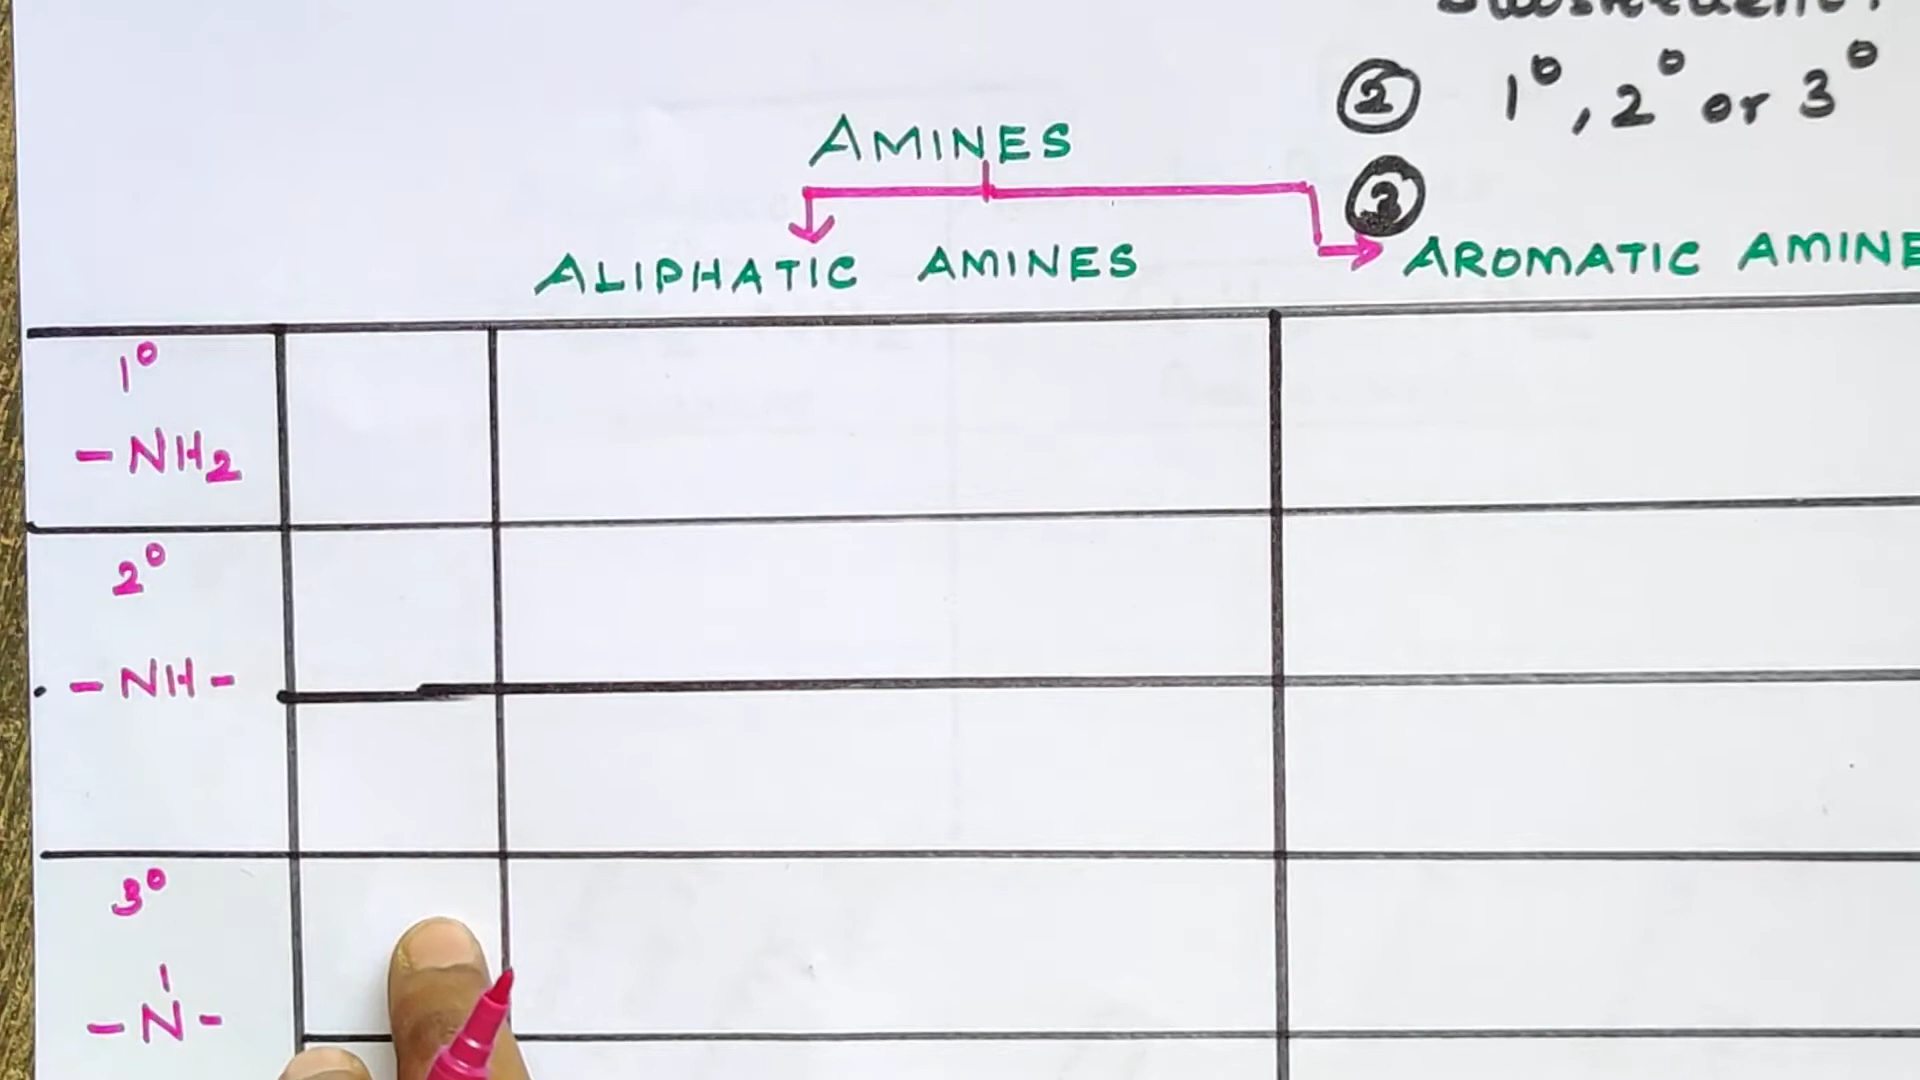 ② 1°, 2° or 3°
AMINES
③
ALIPHATIC AMINES
AROMATIC AMINE
1°
-NH₂
2°
-NH-
3°
-N-